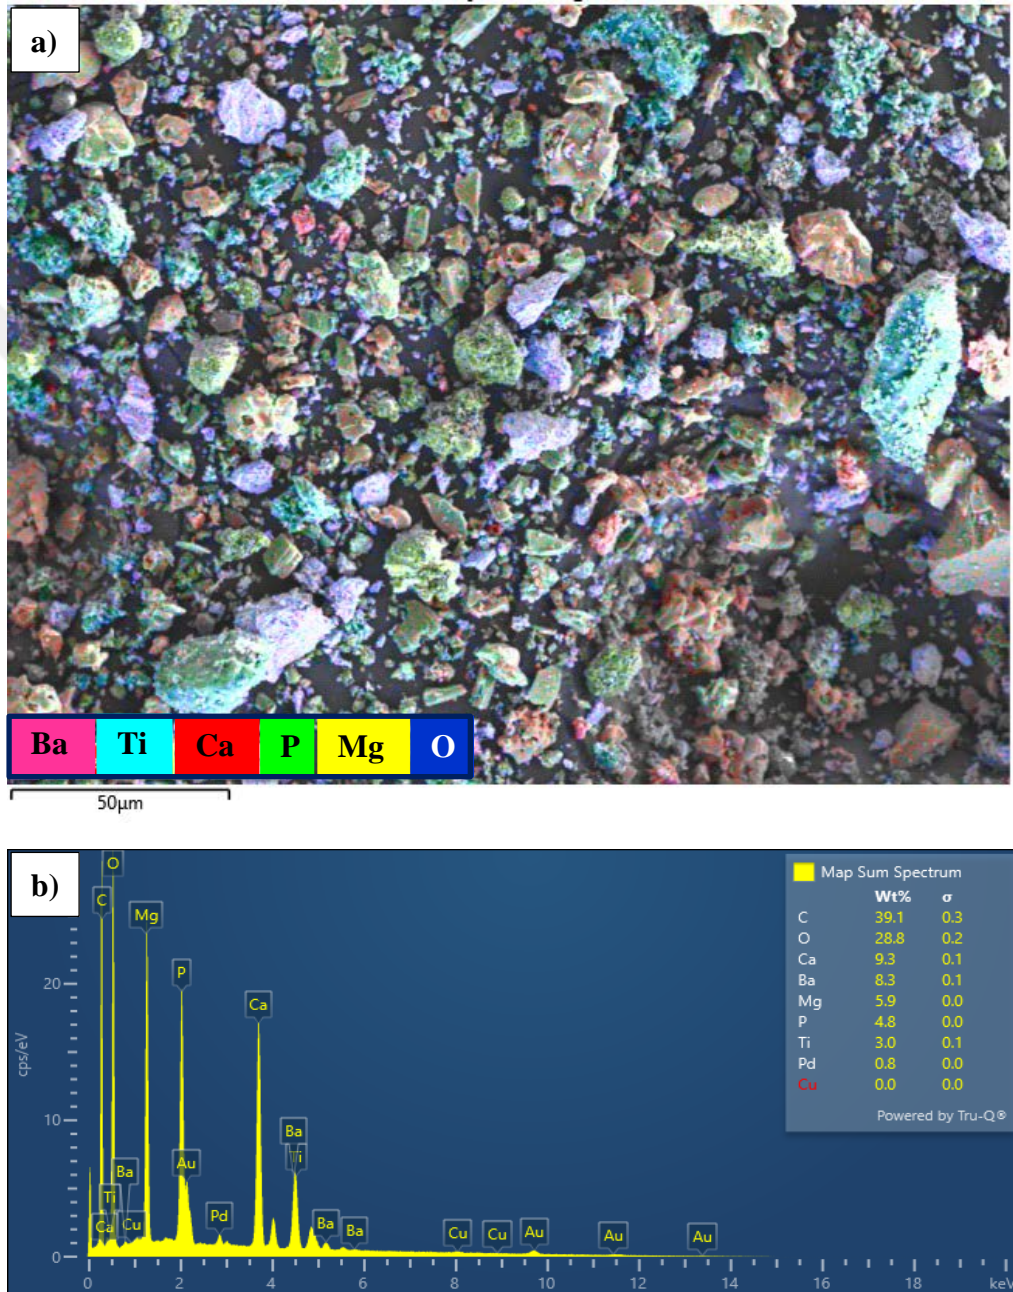 a)
Ba Ti Ca P Mg O
50µm
b)
Map Sum Spectrum
Wt% σ
C 39.1 0.3
O 28.8 0.2
Ca 9.3 0.1
Ba 8.3 0.1
Mg 5.9 0.0
P 4.8 0.0
Ti 3.0 0.1
Pd 0.8 0.0
Cu 0.0 0.0
Powered by Tru-Q®
cps/eV
20
10
0
O
C
Mg
P
Ca
Ba
Ti
Au
Ba
Ti
Ca
Cu
Pd
Ba
Ba
Cu
Cu
Au
Au
Au
0 2 4 6 8 10 12 14 16 18 keV